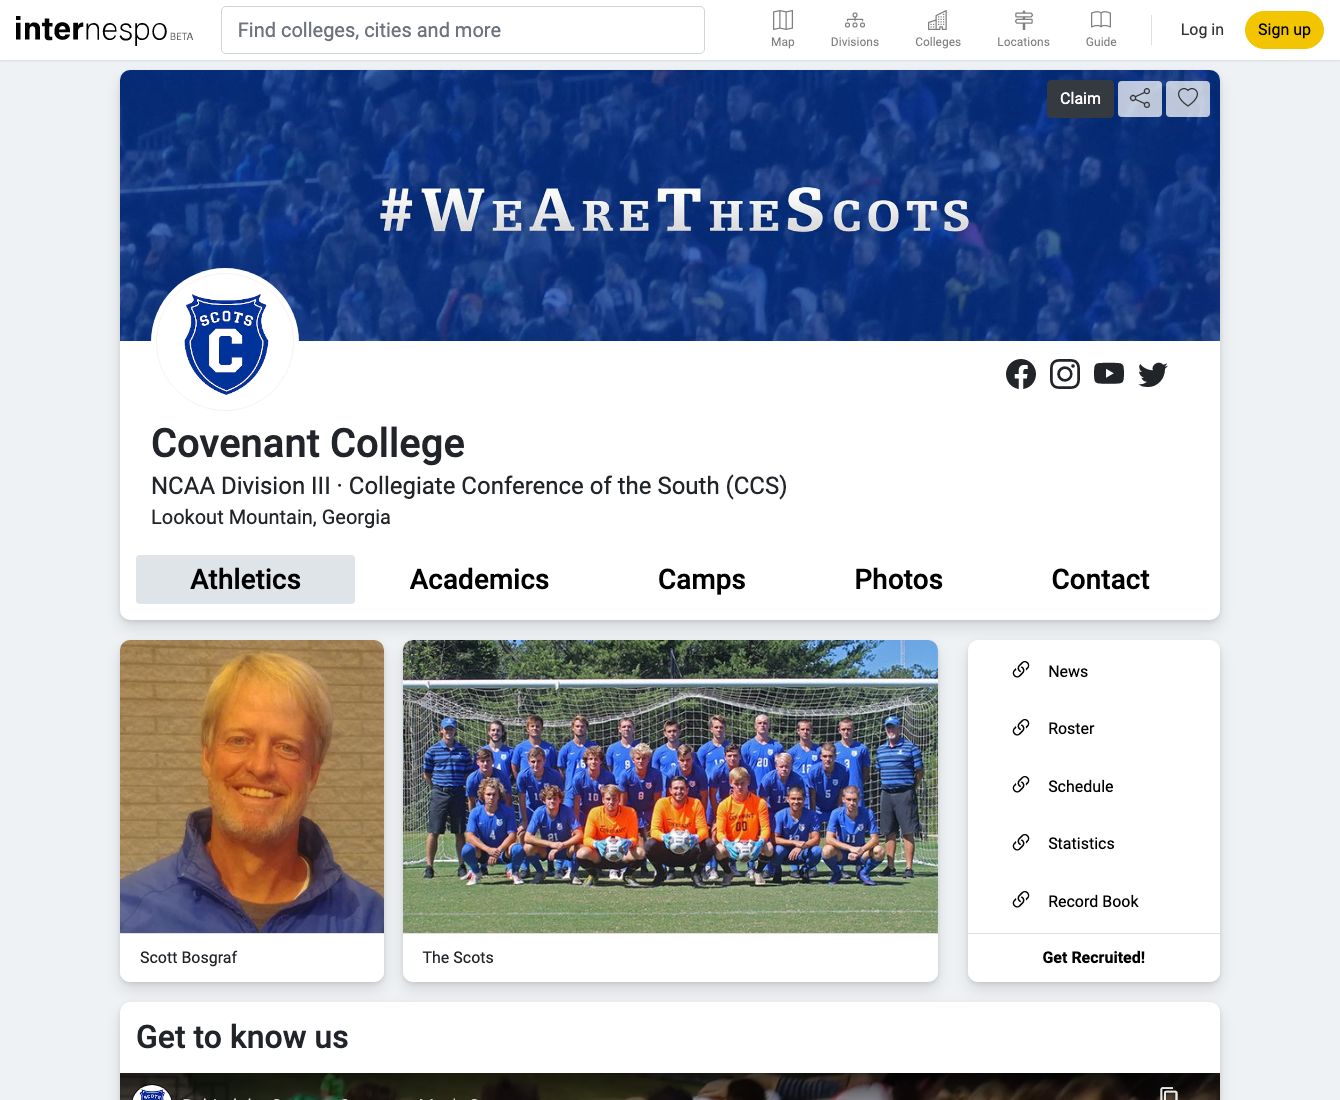 internespo BETA
Find colleges, cities and more
Map
Divisions
Colleges
Locations
Guide
Log in
Sign up
Claim
#WEARETHESCOTS
SCOTS
C
Covenant College
NCAA Division III · Collegiate Conference of the South (CCS)
Lookout Mountain, Georgia
Athletics
Academics
Camps
Photos
Contact
Scott Bosgraf
The Scots
News
Roster
Schedule
Statistics
Record Book
Get Recruited!
Get to know us